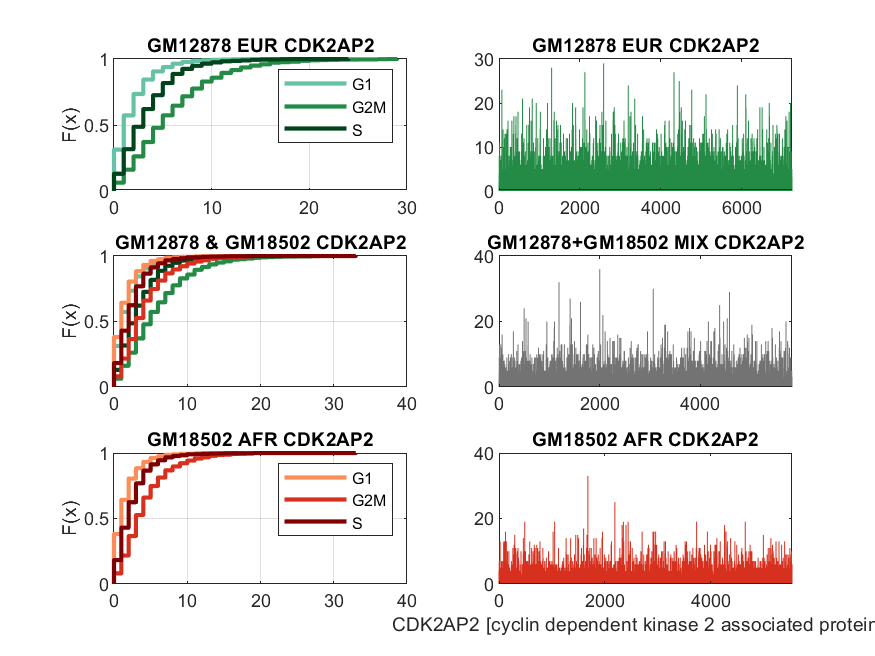 GM12878 EUR CDK2AP2
1
0.5
0
F(x)
G1
G2M
S
0 10 20 30
GM12878 EUR CDK2AP2
30
20
10
0
0 2000 4000 6000
GM12878 & GM18502 CDK2AP2
1
0.5
0
F(x)
0 10 20 30 40
GM12878+GM18502 MIX CDK2AP2
40
20
0
0 2000 4000
GM18502 AFR CDK2AP2
1
0.5
0
F(x)
G1
G2M
S
0 10 20 30 40
GM18502 AFR CDK2AP2
40
20
0
0 2000 4000
CDK2AP2 [cyclin dependent kinase 2 associated protein